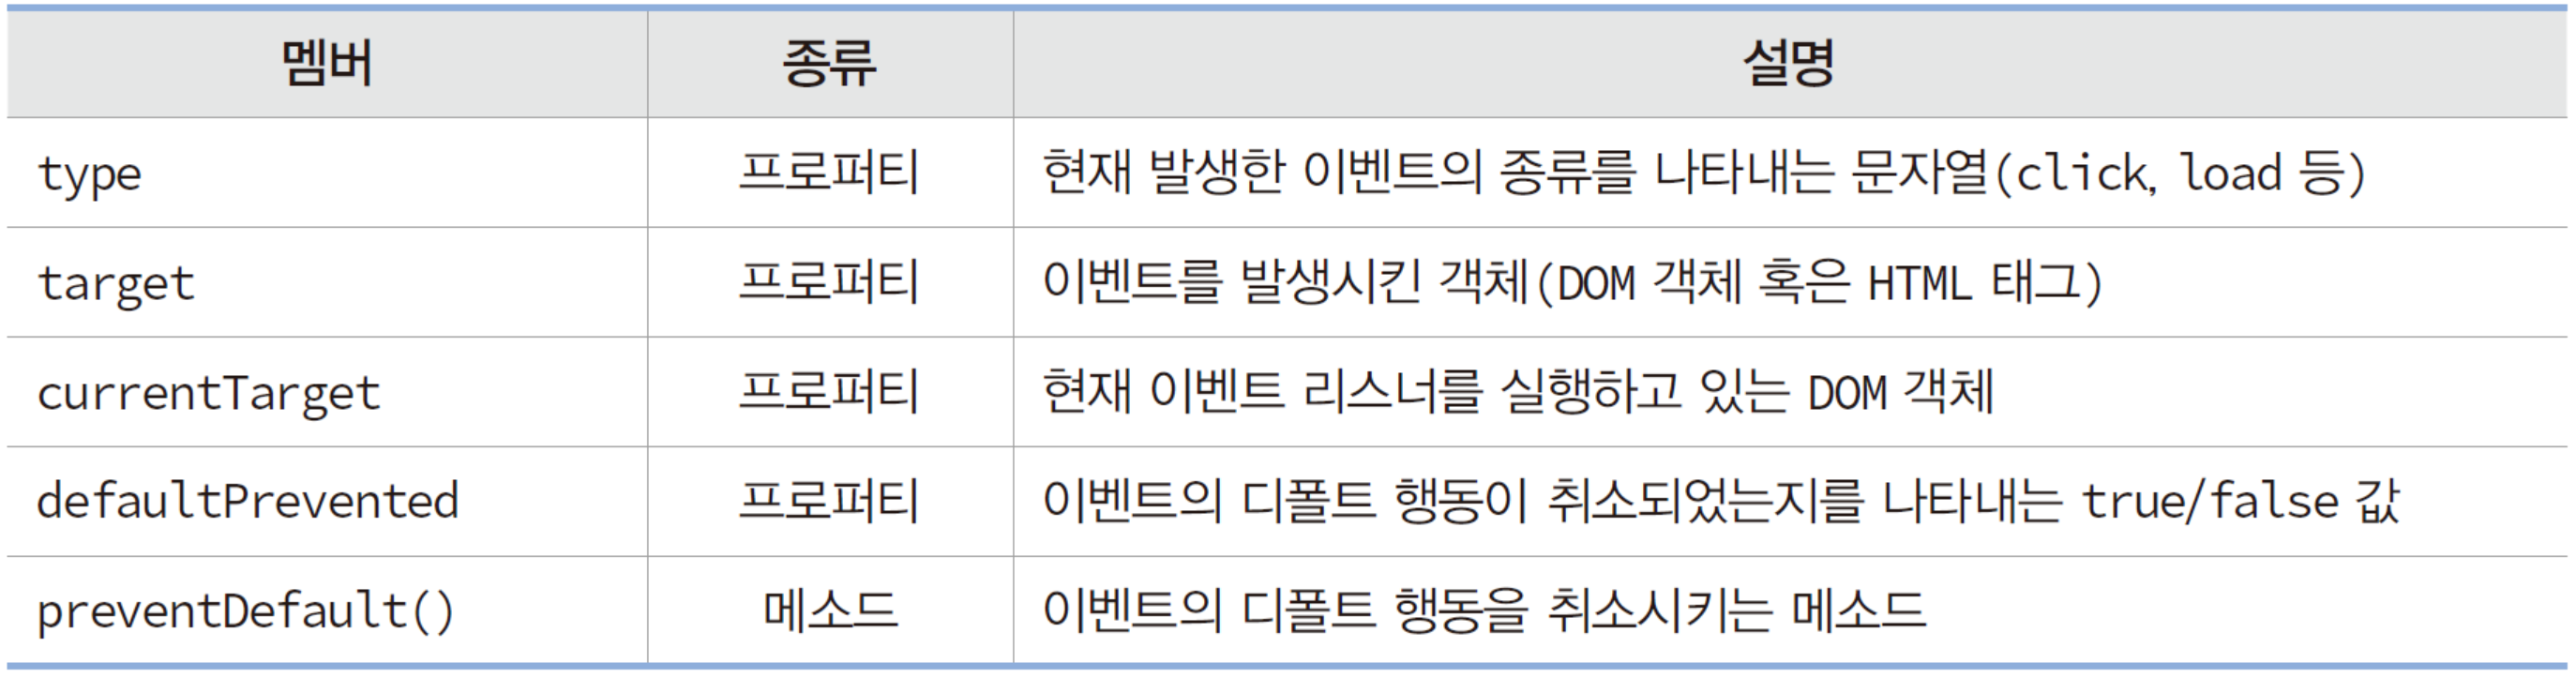 멤버 종류 설명
type 프로퍼티 현재 발생한 이벤트의 종류를 나타내는 문자열(click, load 등)
target 프로퍼티 이벤트를 발생시킨 객체(DOM 객체 혹은 HTML 태그)
currentTarget 프로퍼티 현재 이벤트 리스너를 실행하고 있는 DOM 객체
defaultPrevented 프로퍼티 이벤트의 디폴트 행동이 취소되었는지를 나타내는 true/false 값
preventDefault() 메소드 이벤트의 디폴트 행동을 취소시키는 메소드